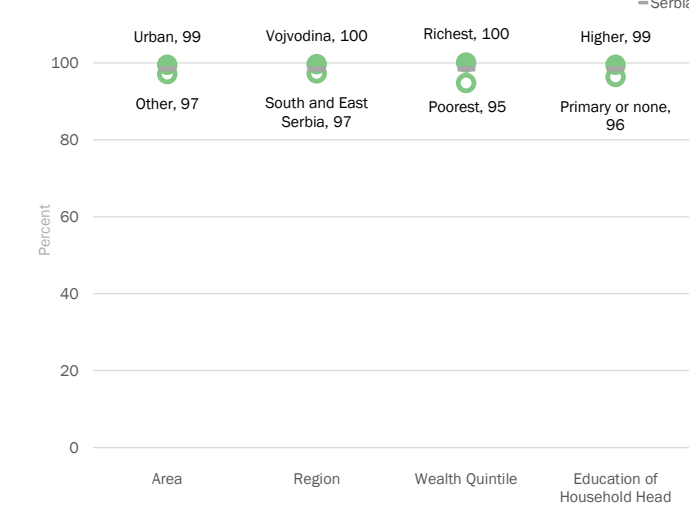 Serbia
Urban, 99
Vojvodina, 100
Richest, 100
Higher, 99
100
Other, 97
South and East
Serbia, 97
Poorest, 95
Primary or none,
96
80
60
Percent
40
20
0
Area
Region
Wealth Quintile
Education of
Household Head